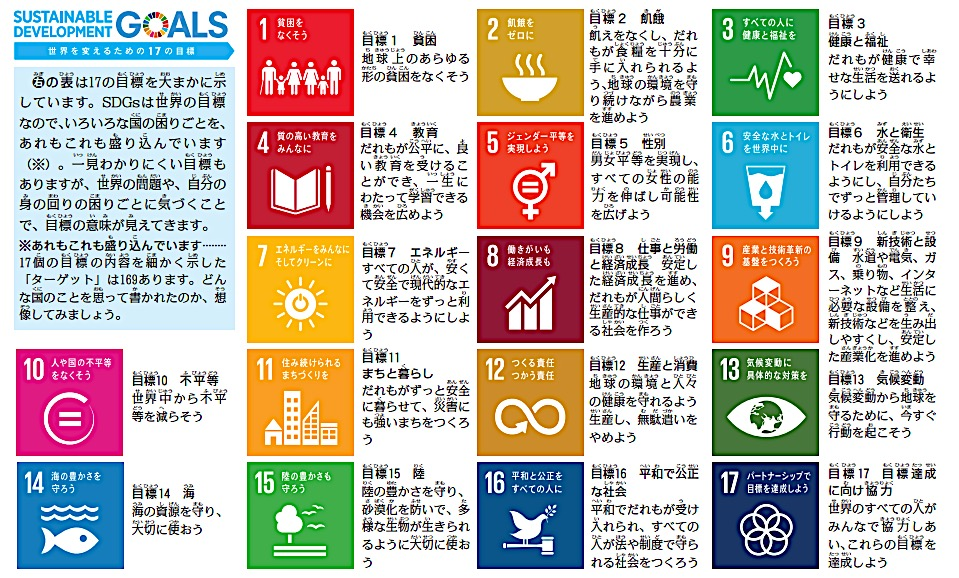 SUSTAINABLE
DEVELOPMENT GOALS
世界を変えるための17の目標
右の表は17の目標を大まかに示
しています。SDGsは世界の目標
なので、いろいろな国の困りごとを、
あれもこれも盛り込んでいます
（※）。一見わかりにくい目標も
ありますが、世界の問題や、自分の
身の回りの困りごとに気づくこと
で、目標の意味が見えてきます。
※あれもこれも盛り込んでいます………
17個の目標の内容を細かく示した
「ターゲット」は169あります。どん
な国のことを思って書かれたのか、想
像してみましょう。
1 貧困を
なくそう
目標1 貧困
地球上のあらゆる
形の貧困をなくそう
2 飢餓を
ゼロに
目標2 飢餓
飢えをなくし、だれ
もが食糧を十分に
手に入れられるよ
う、地球の環境を守
り続けながら農業
を進めよう
3 すべての人に
健康と福祉を
目標3
健康と福祉
だれもが健康で幸
せな生活を送れるよ
うにしよう
4 質の高い教育を
みんなに
目標4 教育
だれもが公平に、良
い教育を受けるこ
とができ、一生に
わたって学習できる
機会を広めよう
5 ジェンダー平等を
実現しよう
目標5 性別
男女平等を実現し、
すべての女性の能
力を伸ばし可能性
を広げよう
6 安全な水とトイレ
を世界中に
目標6 水と衛生
だれもが安全な水と
トイレを利用できる
ようにし、自分たち
でずっと管理してい
けるようにしよう
7 エネルギーをみんなに
そしてクリーンに
目標7 エネルギー
すべての人が、安く
て安全で現代的なエ
ネルギーをずっと利
用できるようにしよ
う
8 働きがいも
経済成長も
目標8 仕事と労働
と経済成長 安定し
た経済成長を進め、
だれもが人間らしく
生産的な仕事ができ
る社会を作ろう
9 産業と技術革新の
基盤をつくろう
目標9 新技術と設
備 水道や電気、ガ
ス、乗り物、インタ
ーネットなど生活に
必要な設備を整え、
新技術などを生み出
しやすくし、安定し
た産業化を進めよう
10 人や国の不平等
をなくそう
目標10 不平等
世界中から不平
等を減らそう
11 住み続けられる
まちづくりを
目標11
まちと暮らし
だれもがずっと安全
に暮らせて、災害に
も強いまちをつくろ
う
12 つくる責任
つかう責任
目標12 生産と消費
地球の環境と人々
の健康を守れるよう
生産し、無駄遣いを
やめよう
13 気候変動に
具体的な対策を
目標13 気候変動
気候変動から地球を
守るために、今すぐ
行動を起こそう
14 海の豊かさを
守ろう
目標14 海
海の資源を守り、
大切に使おう
15 陸の豊かさも
守ろう
目標15 陸
陸の豊かさを守り、
砂漠化を防いで、多
様な生物が生きられ
るように大切に使お
う
16 平和と公正を
すべての人に
目標16 平和で公正
な社会
平和でだれもが受け
入れられ、すべての
人が法や制度で守ら
れる社会をつくろう
17 パートナーシップで
目標を達成しよう
目標17 目標達成
に向け協力
世界のすべての人が
みんなで協力しあ
い、これらの目標を
達成しよう